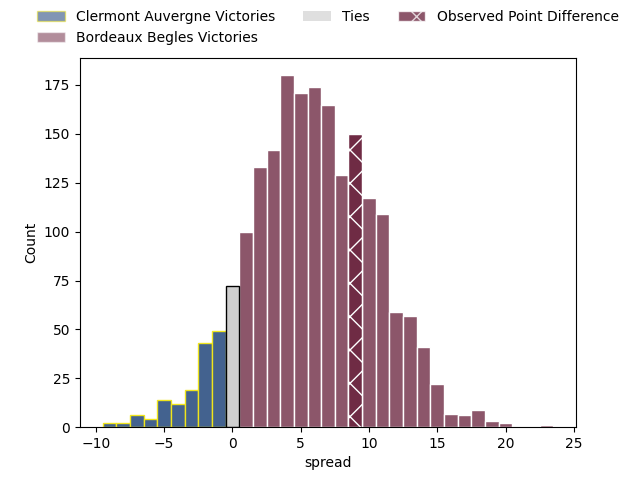 Clermont Auvergne Victories
Ties
Observed Point Difference
Bordeaux Begles Victories
175
150
125
100
75
50
25
0
Count
−10
−5
0
5
10
15
20
25
spread